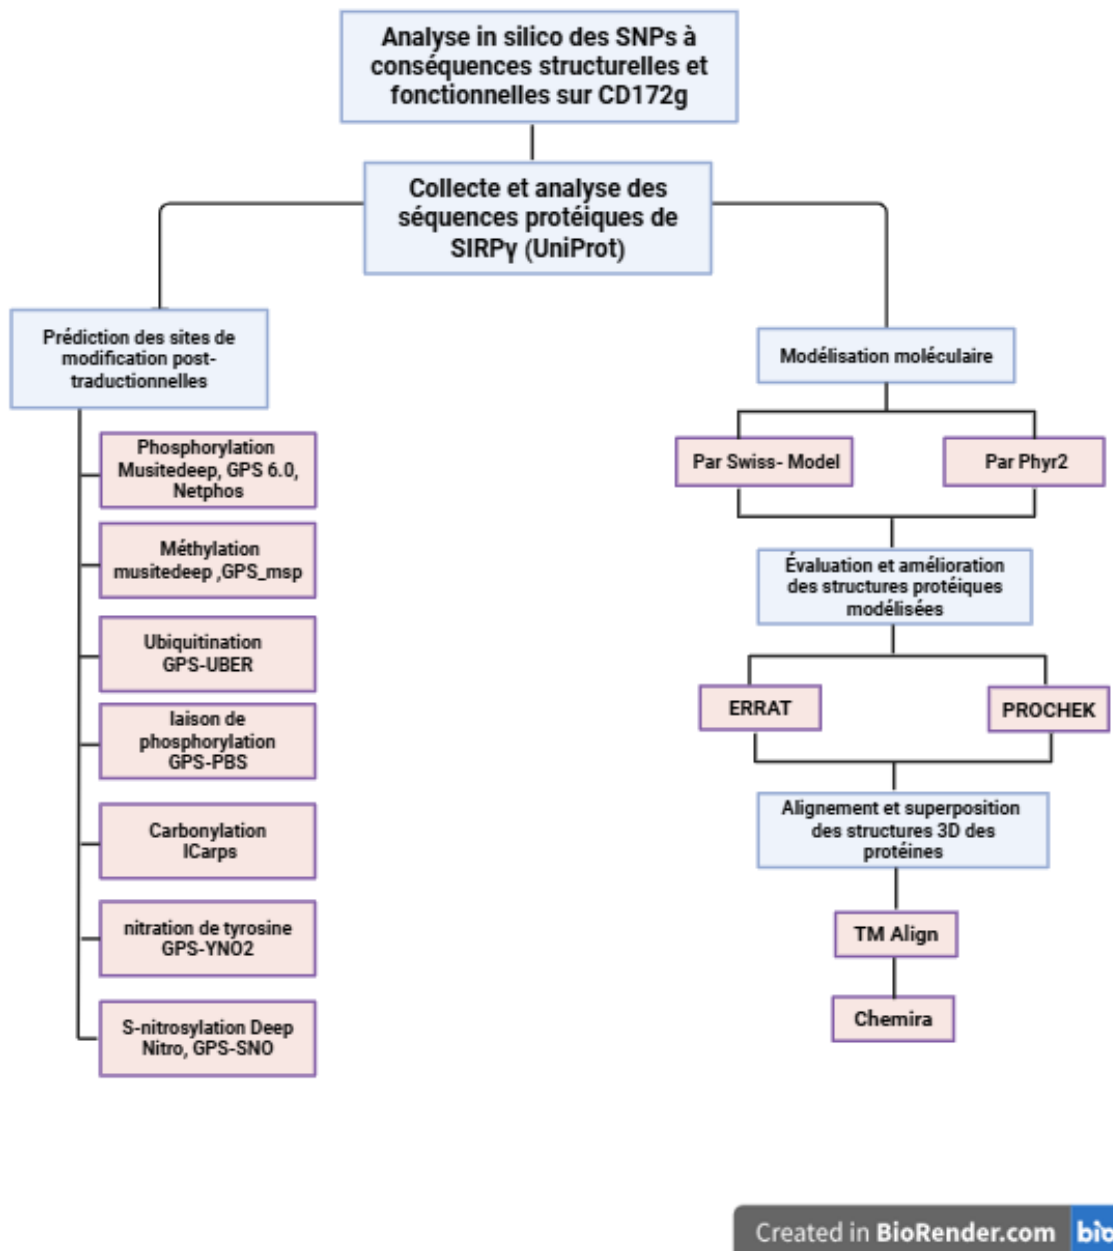 Analyse in silico des SNPs à
conséquences structurelles et
fonctionnelles sur CD172g
Collecte et analyse des
séquences protéiques de
SIRPγ (UniProt)
Prédiction des sites de
modification post-
traductionnelles
Phosphorylation
Musitedeep, GPS 6.0,
Netphos
Méthylation
musitedeep ,GPS_msp
Ubiquitination
GPS-UBER
laison de
phosphorylation
GPS-PBS
Carbonylation
ICarps
nitration de tyrosine
GPS-YNO2
S-nitrosylation Deep
Nitro, GPS-SNO
Modélisation moléculaire
Par Swiss- Model
Par Phyr2
Évaluation et amélioration
des structures protéiques
modélisées
ERRAT
PROCHEK
Alignement et superposition
des structures 3D des
protéines
TM Align
Chemira
Created in BioRender.com bio